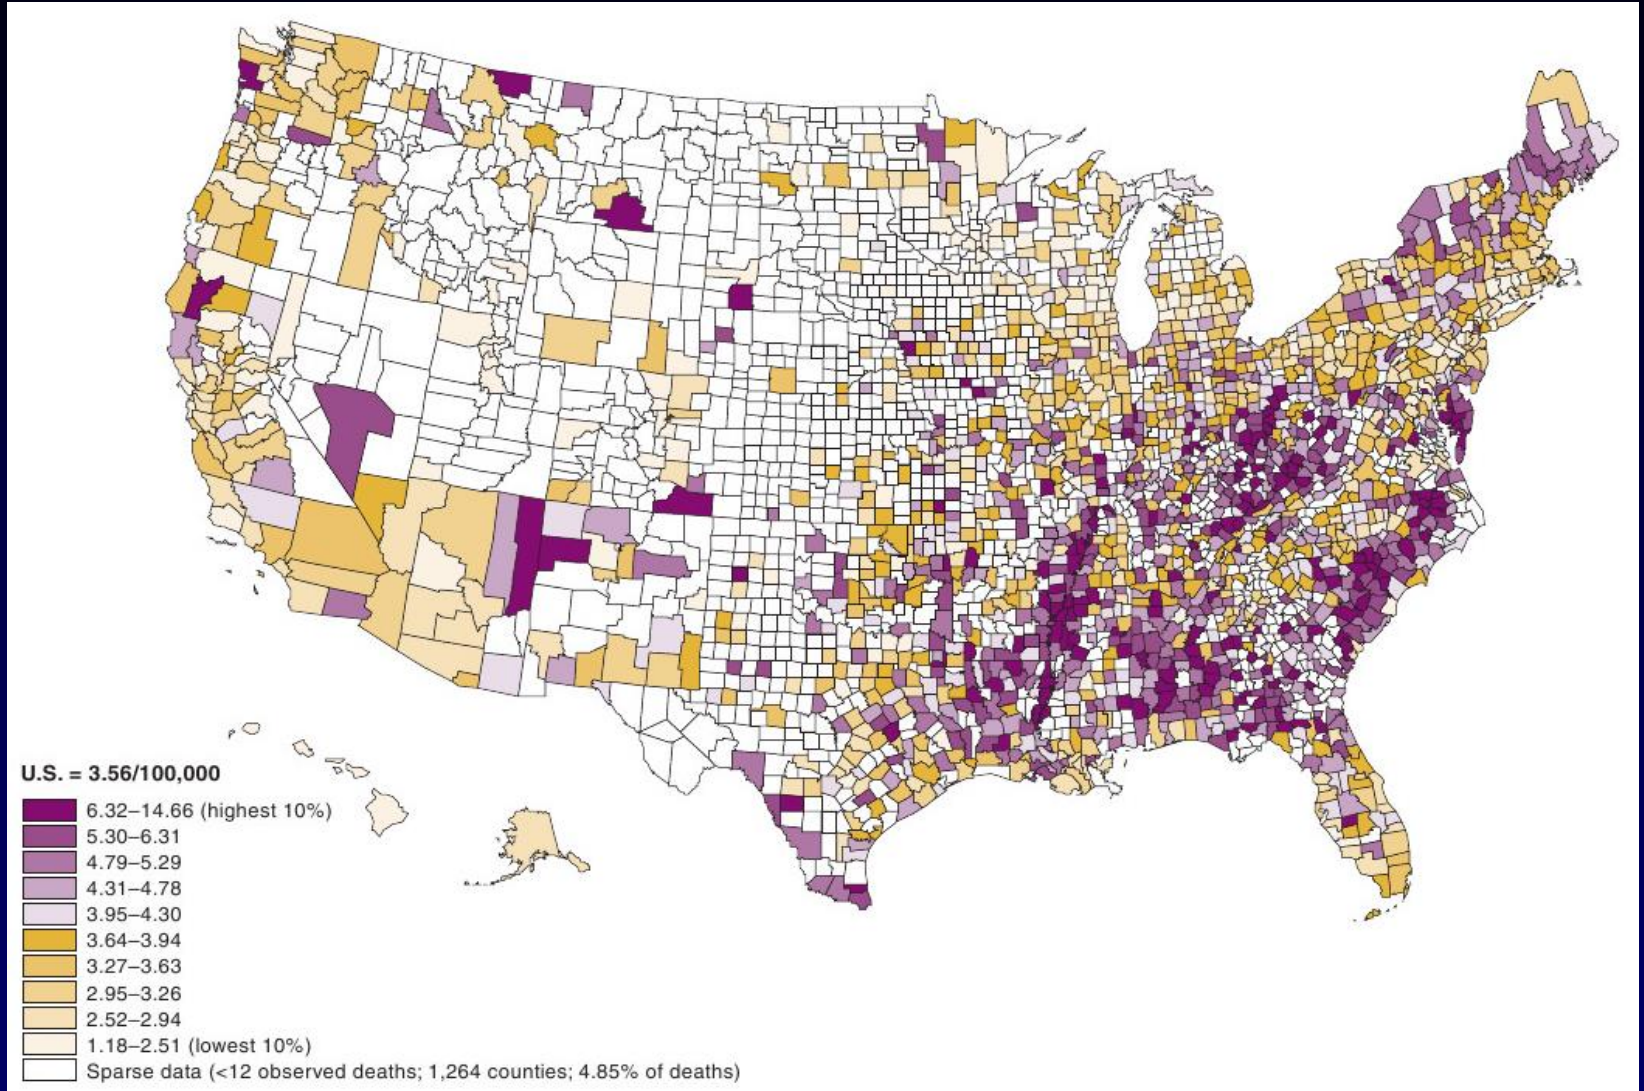 U.S. = 3.56/100,000
6.32–14.66 (highest 10%)
5.30–6.31
4.79–5.29
4.31–4.78
3.95–4.30
3.64–3.94
3.27–3.63
2.95–3.26
2.52–2.94
1.18–2.51 (lowest 10%)
Sparse data (<12 observed deaths; 1,264 counties; 4.85% of deaths)